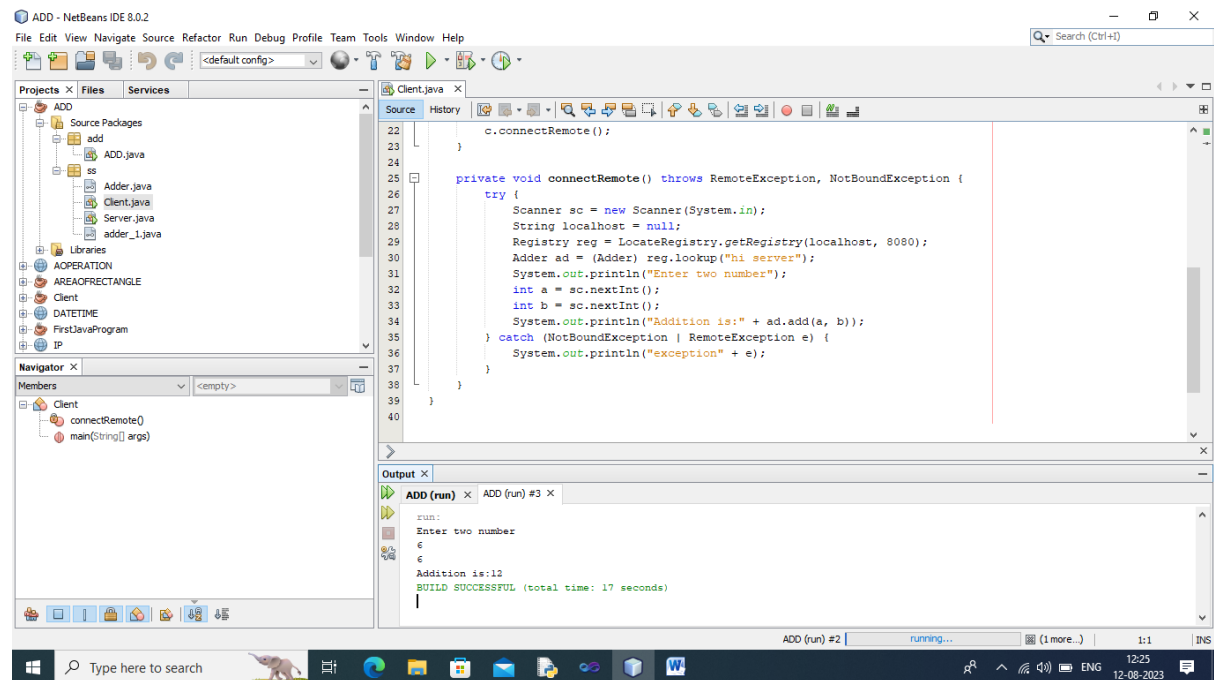 ADD - NetBeans IDE 8.0.2
File Edit View Navigate Source Refactor Run Debug Profile Team Tools Window Help
Search (Ctrl+I)
<default config>
Projects Files Services
ADD
Source Packages
add
ADD.java
ss
Adder.java
Client.java
Server.java
adder_1.java
Libraries
AOPERATION
AREAOFRECTANGLE
Client
DATETIME
FirstJavaProgram
IP
Navigator
Members <empty>
Client
connectRemote()
main(String[] args)
Client.java
Source History
22 c.connectRemote();
23 }
24
25 private void connectRemote() throws RemoteException, NotBoundException {
26 try {
27 Scanner sc = new Scanner(System.in);
28 String localhost = null;
29 Registry reg = LocateRegistry.getRegistry(localhost, 8080);
30 Adder ad = (Adder) reg.lookup("hi server");
31 System.out.println("Enter two number");
32 int a = sc.nextInt();
33 int b = sc.nextInt();
34 System.out.println("Addition is:" + ad.add(a, b));
35 } catch (NotBoundException | RemoteException e) {
36 System.out.println("exception" + e);
37 }
38 }
39 }
40
Output
ADD (run) ADD (run) #3
run:
Enter two number
6
6
Addition is:12
BUILD SUCCESSFUL (total time: 17 seconds)
ADD (run) #2 running... (1 more...) 1:1 INS
Type here to search
ENG
12:25
12-08-2023